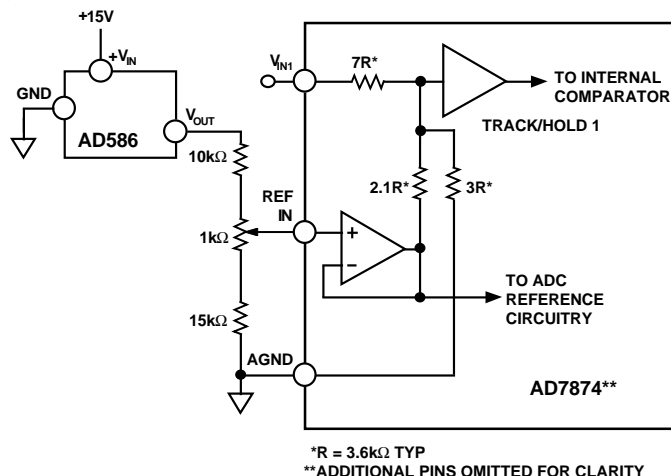 +15V
+VIN
GND
VOUT
AD586
10kΩ
1kΩ
15kΩ
REF
IN
AGND
VIN1
7R*
TO INTERNAL
COMPARATOR
TRACK/HOLD 1
2.1R*
3R*
+
–
TO ADC
REFERENCE
CIRCUITRY
AD7874**
*R = 3.6kΩ TYP
**ADDITIONAL PINS OMITTED FOR CLARITY